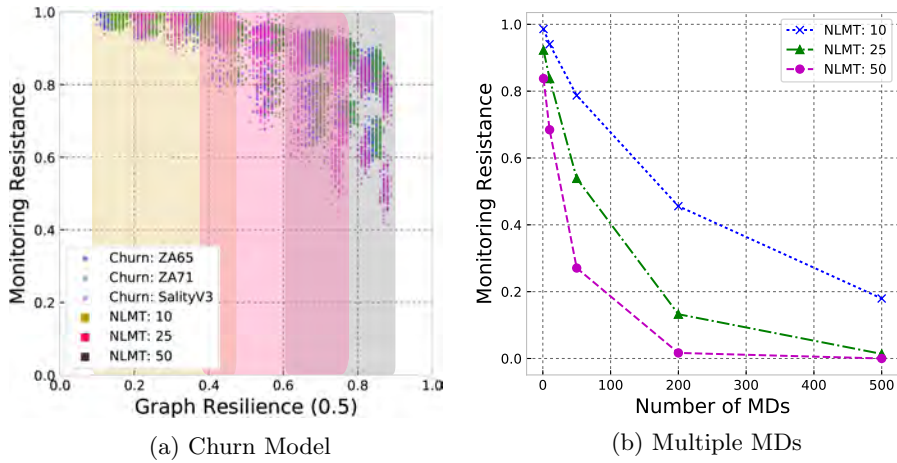 Monitoring Resistance
1.0
0.8
0.6
0.4
0.2
0.0
Churn: ZA65
Churn: ZA71
Churn: SalityV3
NLMT: 10
NLMT: 25
NLMT: 50
0.0 0.2 0.4 0.6 0.8 1.0
Graph Resilience (0.5)
(a) Churn Model
Monitoring Resistance
1.0
0.8
0.6
0.4
0.2
0.0
NLMT: 10
NLMT: 25
NLMT: 50
0 100 200 300 400 500
Number of MDs
(b) Multiple MDs